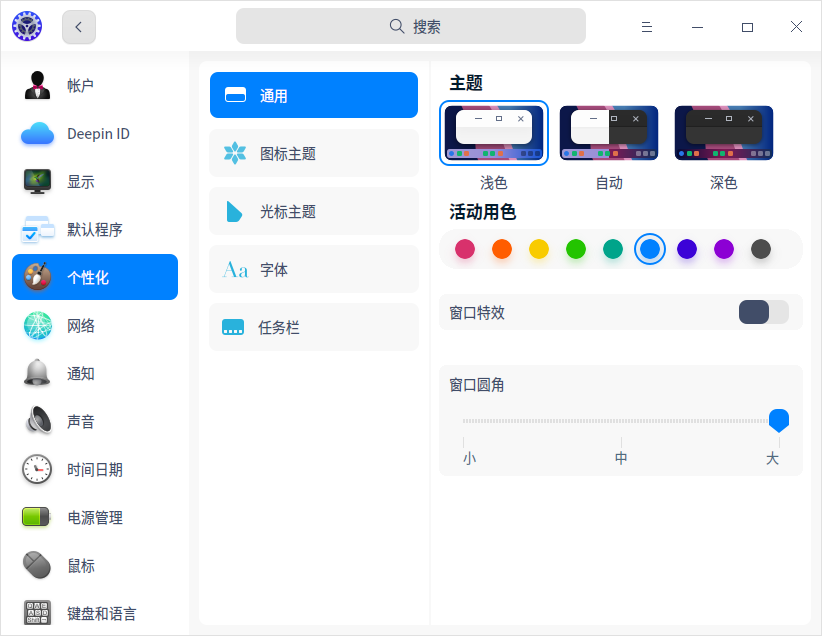 搜索
帐户
Deepin ID
显示
默认程序
个性化
网络
通知
声音
时间日期
电源管理
鼠标
键盘和语言
通用
图标主题
光标主题
Aa 字体
任务栏
主题
浅色 自动 深色
活动用色
窗口特效
窗口圆角
小 中 大